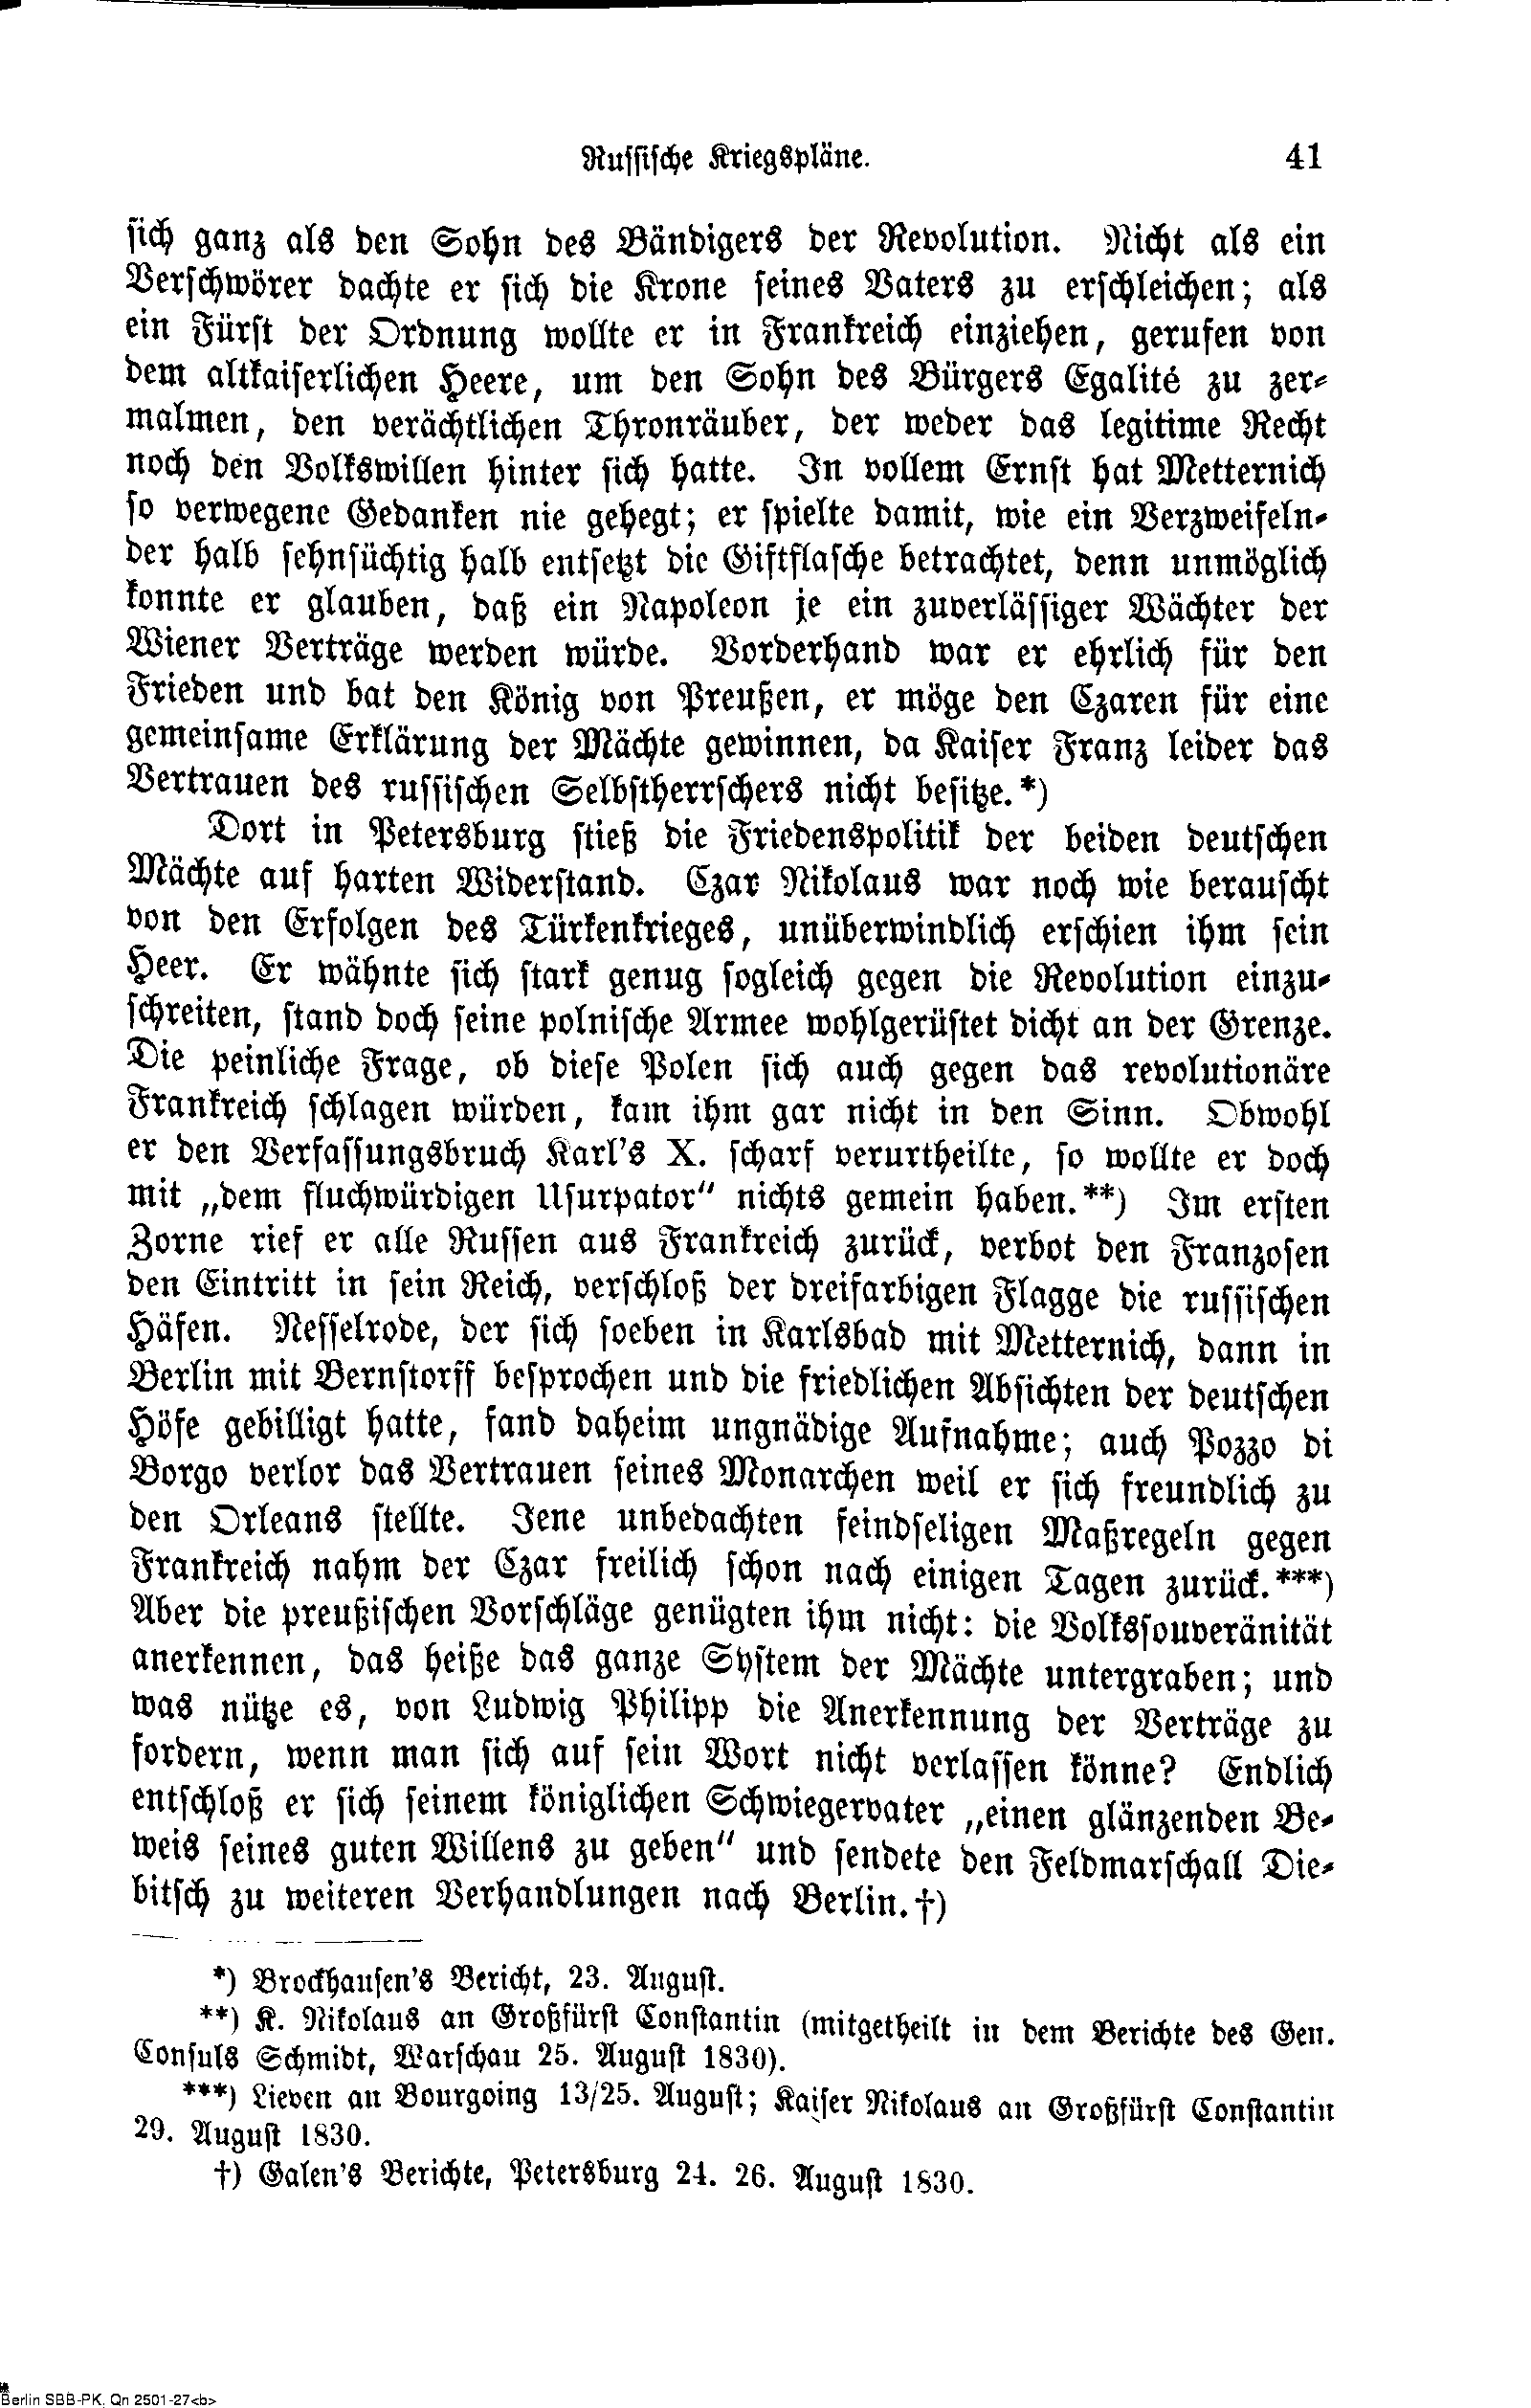 Russische Kriegspläne. 41
sich ganz als den Sohn des Bändigers der Revolution. Nicht als ein
Verschwörer dachte er sich die Krone seines Vaters zu erschleichen; als
ein Fürst der Ordnung wollte er in Frankreich einziehen, gerufen von
dem altkaiserlichen Heere, um den Sohn des Bürgers Egalité zu zer-
malmen, den verächtlichen Thronräuber, der weder das legitime Recht
noch den Volkswillen hinter sich hatte. In vollem Ernst hat Metternich
so verwegene Gedanken nie gehegt; er spielte damit, wie ein Verzweifeln-
der halb sehnsüchtig halb entsetzt die Giftflasche betrachtet, denn unmöglich
konnte er glauben, daß ein Napoleon je ein zuverlässiger Wächter der
Wiener Verträge werden würde. Vorderhand war er ehrlich für den
Frieden und bat den König von Preußen, er möge den Czaren für eine
gemeinsame Erklärung der Mächte gewinnen, da Kaiser Franz leider das
Vertrauen des russischen Selbstherrschers nicht besitze.*)
Dort in Petersburg stieß die Friedenspolitik der beiden deutschen
Mächte auf harten Widerstand. Czar Nikolaus war noch wie berauscht
von den Erfolgen des Türkenkrieges, unüberwindlich erschien ihm sein
Heer. Er wähnte sich stark genug sogleich gegen die Revolution einzu-
schreiten, stand doch seine polnische Armee wohlgerüstet dicht an der Grenze.
Die peinliche Frage, ob diese Polen sich auch gegen das revolutionäre
Frankreich schlagen würden, kam ihm gar nicht in den Sinn. Obwohl
er den Verfassungsbruch Karl's X. scharf verurtheilte, so wollte er doch
mit „dem fluchwürdigen Usurpator“ nichts gemein haben.**) Im ersten
Zorne rief er alle Russen aus Frankreich zurück, verbot den Franzosen
den Eintritt in sein Reich, verschloß der dreifarbigen Flagge die russischen
Häfen. Nesselrode, der sich soeben in Karlsbad mit Metternich, dann in
Berlin mit Bernstorff besprochen und die friedlichen Absichten der deutschen
Höfe gebilligt hatte, fand daheim ungnädige Aufnahme; auch Pozzo di
Borgo verlor das Vertrauen seines Monarchen weil er sich freundlich zu
den Orleans stellte. Jene unbedachten feindseligen Maßregeln gegen
Frankreich nahm der Czar freilich schon nach einigen Tagen zurück.***)
Aber die preußischen Vorschläge genügten ihm nicht: die Volkssouveränität
anerkennen, das heiße das ganze System der Mächte untergraben; und
was nütze es, von Ludwig Philipp die Anerkennung der Verträge zu
fordern, wenn man sich auf sein Wort nicht verlassen könne? Endlich
entschloß er sich seinem königlichen Schwiegervater „einen glänzenden Be-
weis seines guten Willens zu geben“ und sendete den Feldmarschall Die-
bitsch zu weiteren Verhandlungen nach Berlin.†)
*) Brockhausen's Bericht, 23. August.
**) K. Nikolaus an Großfürst Constantin (mitgetheilt in dem Berichte des Gen.
Consuls Schmidt, Warschau 25. August 1830).
***) Lieven an Bourgoing 13/25. August; Kaiser Nikolaus an Großfürst Constantin
29. August 1830.
†) Galen's Berichte, Petersburg 24. 26. August 1830.
Berlin SBB-PK, Qn 2501-27<b>